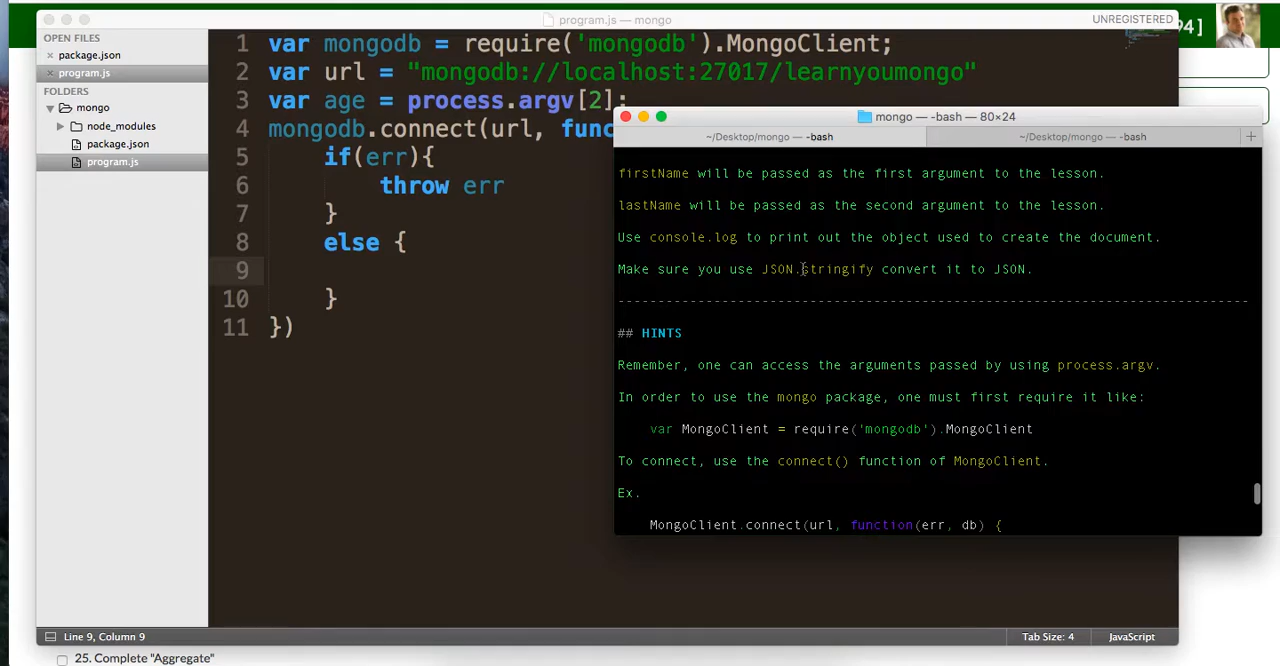 program.js — mongo
UNREGISTERED
4]
OPEN FILES
× package.json
× program.js
FOLDERS
mongo
node_modules
package.json
program.js
1 var mongodb = require('mongodb').MongoClient;
2 var url = "mongodb://localhost:27017/learnyoumongo"
3 var age = process.argv[2];
4 mongodb.connect(url, func
5 if(err){
6 throw err
7 }
8 else {
9
10 }
11 })
mongo — -bash — 80×24
~/Desktop/mongo — -bash
~/Desktop/mongo — -bash
+
firstName will be passed as the first argument to the lesson.
lastName will be passed as the second argument to the lesson.
Use console.log to print out the object used to create the document.
Make sure you use JSON.stringify convert it to JSON.
--------------------------------------------------------------------------------
## HINTS
Remember, one can access the arguments passed by using process.argv.
In order to use the mongo package, one must first require it like:
var MongoClient = require('mongodb').MongoClient
To connect, use the connect() function of MongoClient.
Ex.
MongoClient.connect(url, function(err, db) {
Line 9, Column 9
Tab Size: 4
JavaScript
25. Complete "Aggregate"